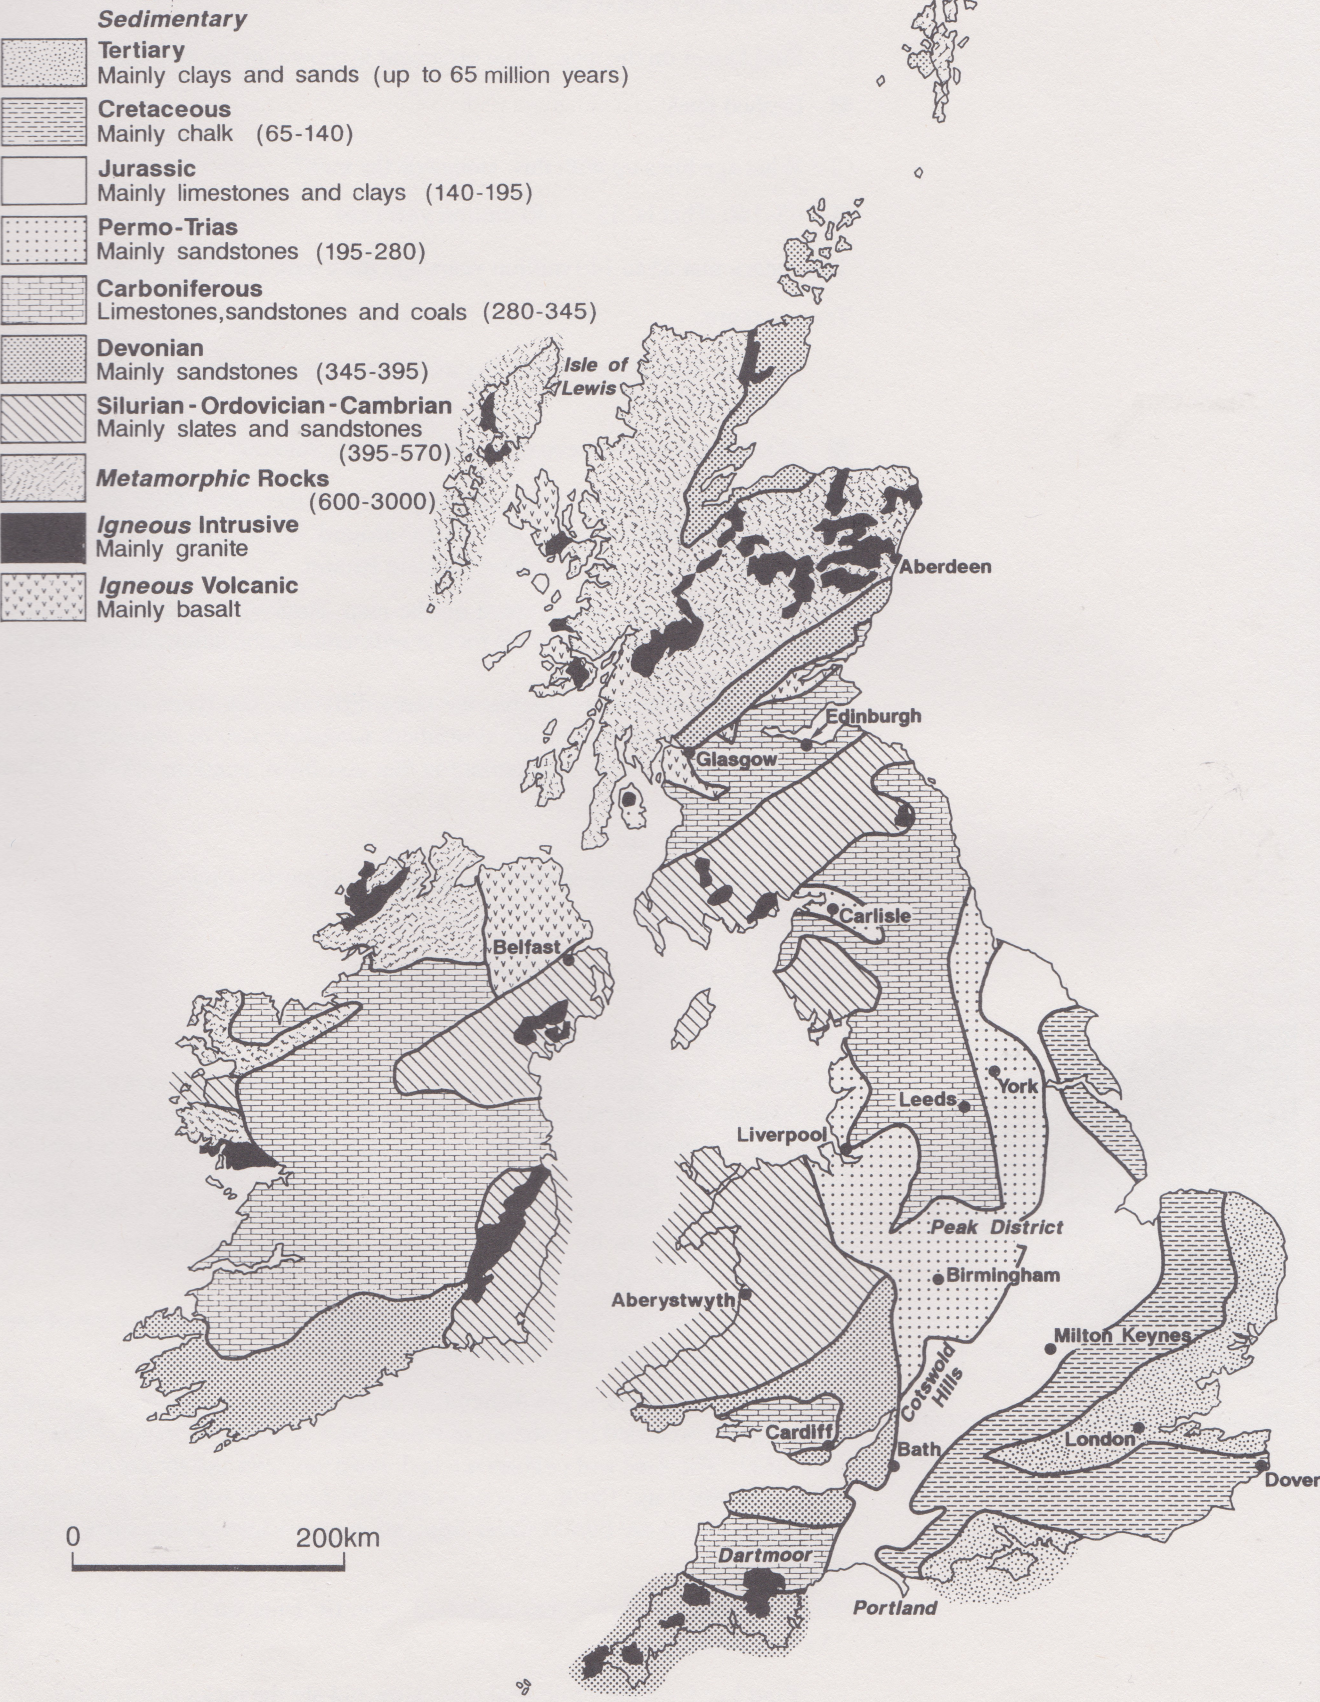 Sedimentary
Tertiary
Mainly clays and sands (up to 65 million years)
Cretaceous
Mainly chalk (65-140)
Jurassic
Mainly limestones and clays (140-195)
Permo-Trias
Mainly sandstones (195-280)
Carboniferous
Limestones,sandstones and coals (280-345)
Devonian
Mainly sandstones (345-395)
Silurian-Ordovician-Cambrian
Mainly slates and sandstones
(395-570)
Metamorphic Rocks
(600-3000)
Igneous Intrusive
Mainly granite
Igneous Volcanic
Mainly basalt
Isle of
Lewis
Aberdeen
Edinburgh
Glasgow
Carlisle
Belfast
York
Leeds
Liverpool
Peak District
Birmingham
Aberystwyth
Milton Keynes
Cotswold
Hills
London
Cardiff
Bath
Dover
Dartmoor
Portland
0 200km